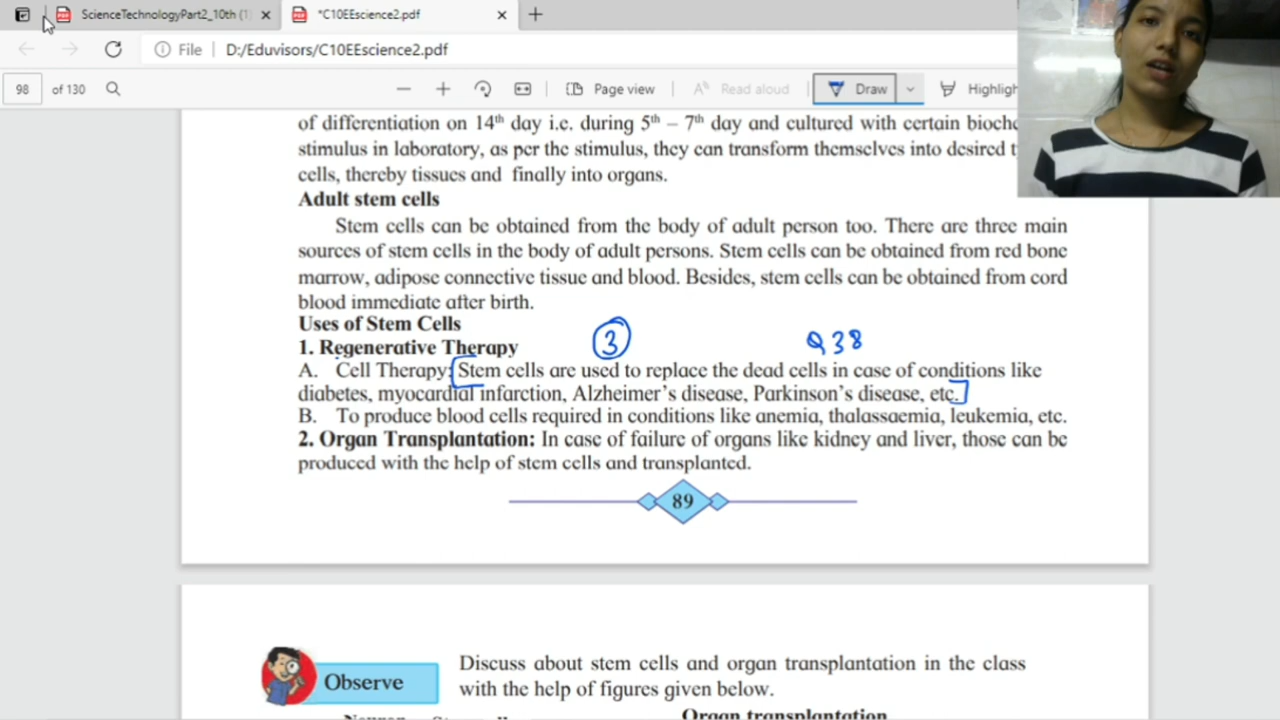 ScienceTechnologyPart2_10th (1)
*C10EEscience2.pdf
File D:/Eduvisors/C10EEscience2.pdf
98 of 130 Page view Read aloud Draw Highligh
of differentiation on 14th day i.e. during 5th – 7th day and cultured with certain bioche
stimulus in laboratory, as per the stimulus, they can transform themselves into desired t
cells, thereby tissues and finally into organs.
Adult stem cells
Stem cells can be obtained from the body of adult person too. There are three main
sources of stem cells in the body of adult persons. Stem cells can be obtained from red bone
marrow, adipose connective tissue and blood. Besides, stem cells can be obtained from cord
blood immediate after birth.
Uses of Stem Cells
1. Regenerative Therapy 3 Q38
A. Cell Therapy: Stem cells are used to replace the dead cells in case of conditions like
diabetes, myocardial infarction, Alzheimer's disease, Parkinson's disease, etc.
B. To produce blood cells required in conditions like anemia, thalassaemia, leukemia, etc.
2. Organ Transplantation: In case of failure of organs like kidney and liver, those can be
produced with the help of stem cells and transplanted.
89
Observe
Discuss about stem cells and organ transplantation in the class
with the help of figures given below.
Organ transplantation